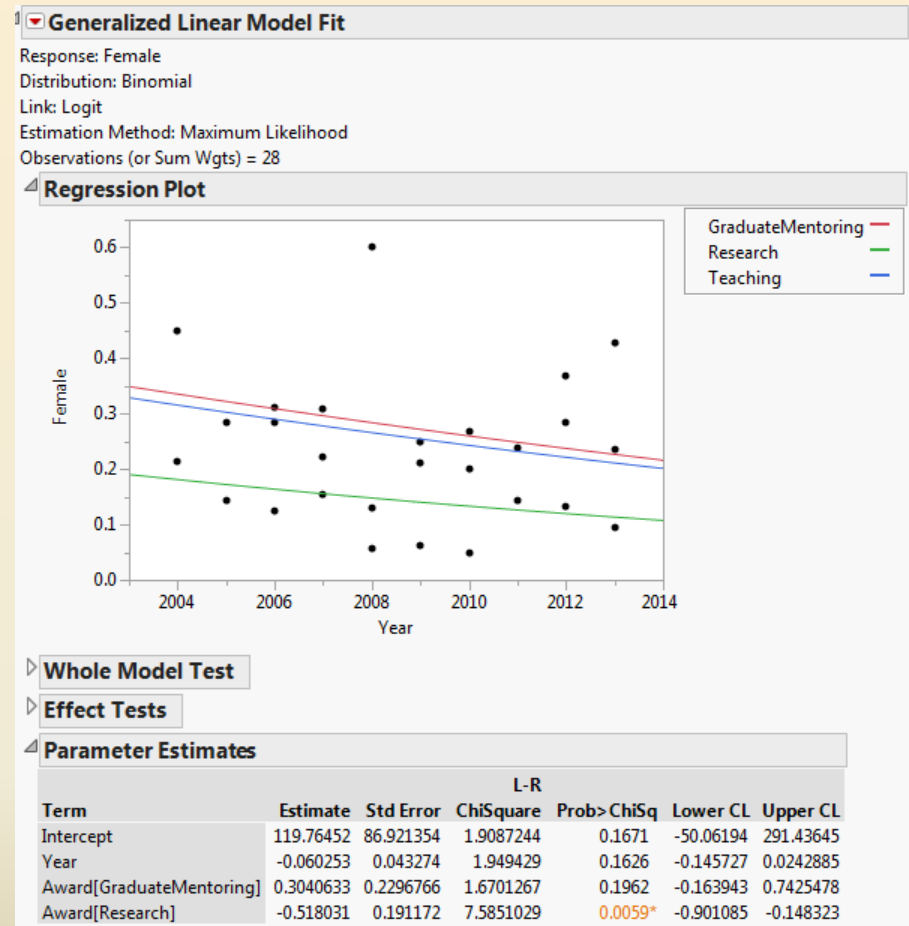 Generalized Linear Model Fit
Response: Female
Distribution: Binomial
Link: Logit
Estimation Method: Maximum Likelihood
Observations (or Sum Wgts) = 28
Regression Plot
GraduateMentoring
Research
Teaching
0.6
0.5
0.4
0.3
0.2
0.1
0.0
Female
2004 2006 2008 2010 2012 2014
Year
Whole Model Test
Effect Tests
Parameter Estimates
L-R
Term Estimate Std Error ChiSquare Prob>ChiSq Lower CL Upper CL
Intercept 119.76452 86.921354 1.9087244 0.1671 -50.06194 291.43645
Year -0.060253 0.043274 1.949429 0.1626 -0.145727 0.0242885
Award[GraduateMentoring] 0.3040633 0.2296766 1.6701267 0.1962 -0.163943 0.7425478
Award[Research] -0.518031 0.191172 7.5851029 0.0059* -0.901085 -0.148323